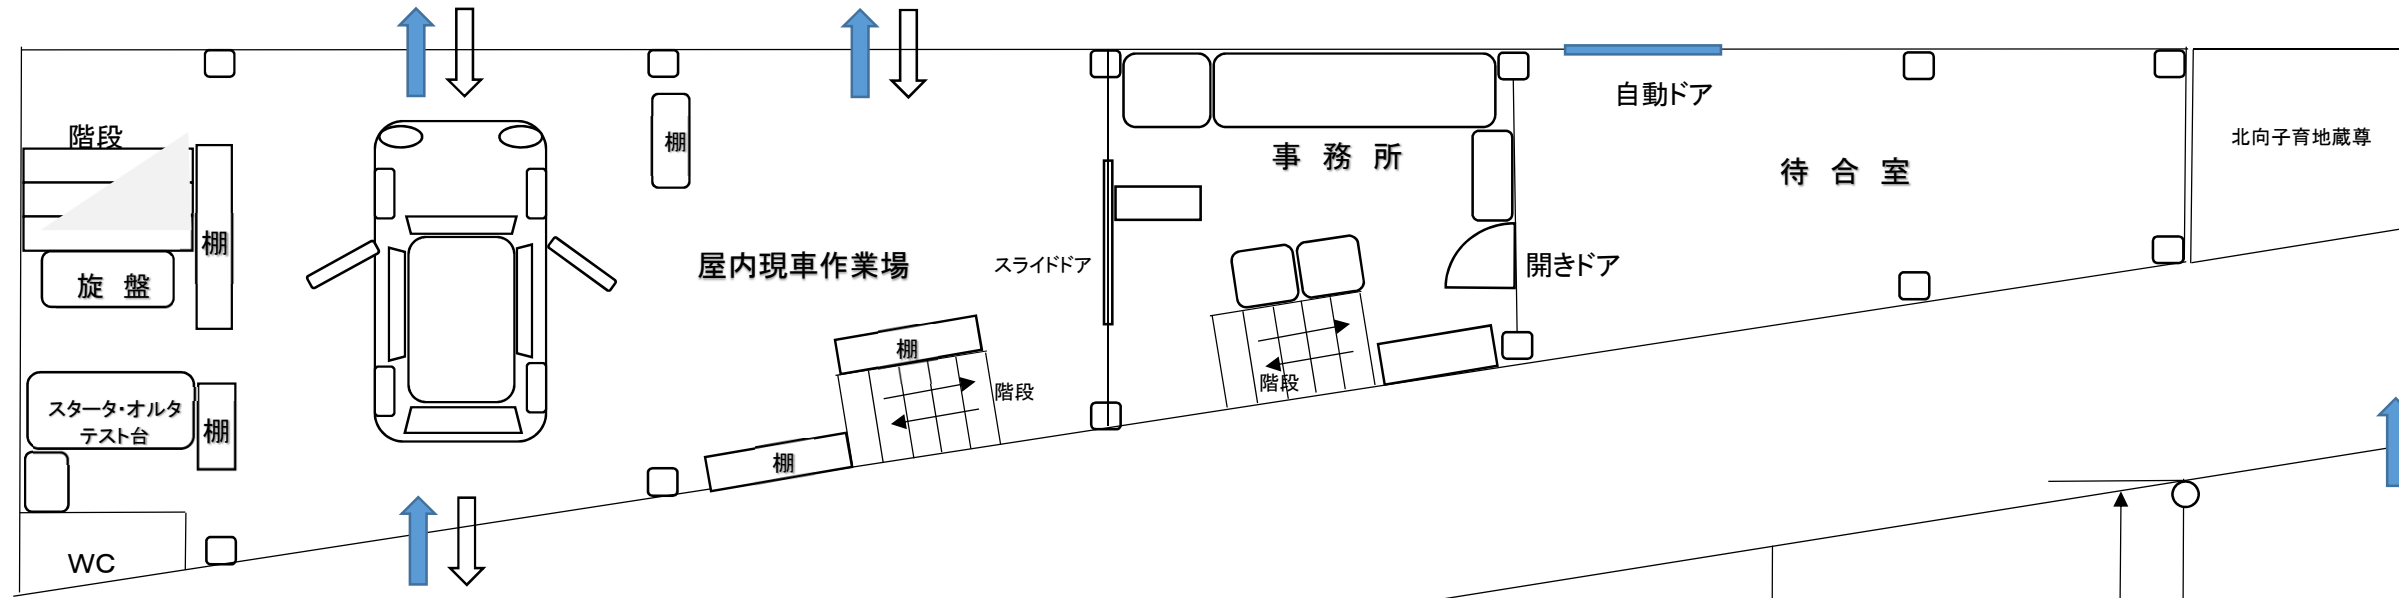 自動ドア
階段
棚
北向子育地蔵尊
事 務 所
待 合 室
棚
屋内現車作業場
スライドドア
開きドア
旋 盤
棚
階段
階段
スタータ・オルタ
テスト台
棚
棚
WC